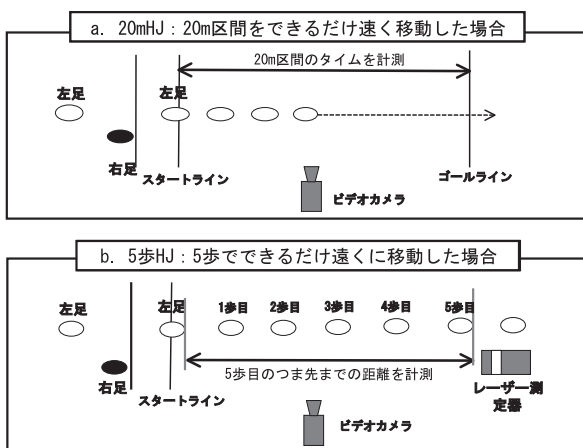 a. 20mHJ：20m区間をできるだけ速く移動した場合
20m区間のタイムを計測
左足
左足
右足
スタートライン
ゴールライン
ビデオカメラ
b. 5歩HJ：5歩でできるだけ遠くに移動した場合
左足
左足
1歩目
2歩目
3歩目
4歩目
5歩目
5歩目のつま先までの距離を計測
右足
スタートライン
レーザー測
定器
ビデオカメラ